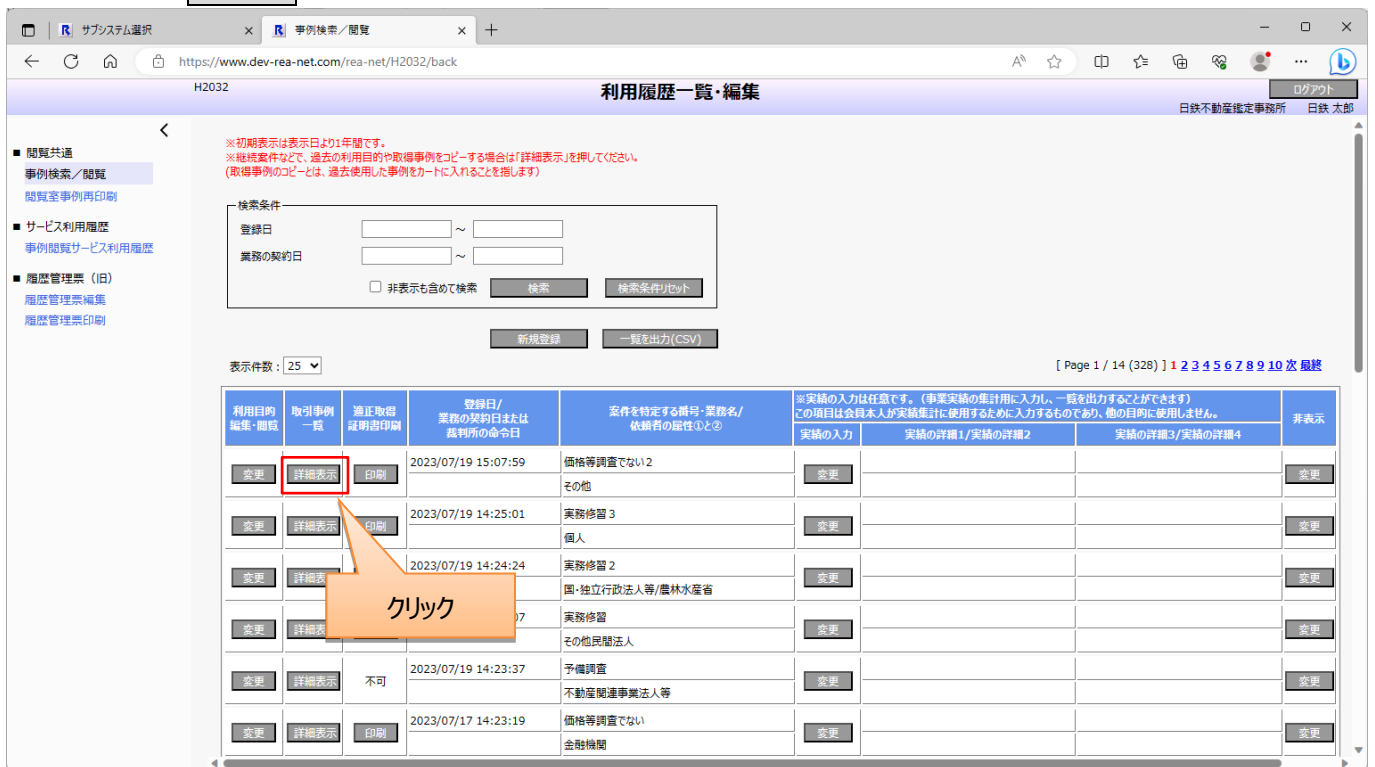 サブシステム選択
事例検索／閲覧
https://www.dev-rea-net.com/rea-net/H2032/back
H2032
利用履歴一覧・編集
ログアウト
日鉄不動産鑑定事務所 日鉄 太郎
■ 閲覧共通
事例検索／閲覧
閲覧室事例再印刷
■ サービス利用履歴
事例閲覧サービス利用履歴
■ 履歴管理票（旧）
履歴管理票編集
履歴管理票印刷
※初期表示は表示日より1年間です。
※継続案件などで、過去の利用目的や取得事例をコピーする場合は「詳細表示」を押してください。
(取得事例のコピーとは、過去使用した事例をカートに入れることを指します)
検索条件
登録日 ～
業務の契約日 ～
非表示も含めて検索 検索 検索条件リセット
新規登録 一覧を出力(CSV)
表示件数： 25
[ Page 1 / 14 (328) ] 1 2 3 4 5 6 7 8 9 10 次 最終
利用目的
編集・閲覧
取引事例
一覧
適正取得
証明書印刷
登録日/
業務の契約日または
裁判所の命令日
案件を特定する番号・業務名/
依頼者の属性①と②
※実績の入力は任意です。（事業実績の集計用に入力し、一覧を出力することができます）
この項目は会員本人が実績集計に使用するために入力するものであり、他の目的に使用しません。
実績の入力 実績の詳細1/実績の詳細2 実績の詳細3/実績の詳細4
非表示
変更 詳細表示 印刷 2023/07/19 15:07:59 価格等調査でない２ 変更 変更
その他
変更 詳細表示 印刷 2023/07/19 14:25:01 実務修習３ 変更 変更
個人
変更 詳細表 2023/07/19 14:24:24 実務修習２ 変更 変更
国・独立行政法人等/農林水産省
クリック
変更 詳細表 07 実務修習 変更 変更
その他民間法人
変更 詳細表示 不可 2023/07/19 14:23:37 予備調査 変更 変更
不動産関連事業法人等
変更 詳細表示 印刷 2023/07/17 14:23:19 価格等調査でない 変更 変更
金融機関